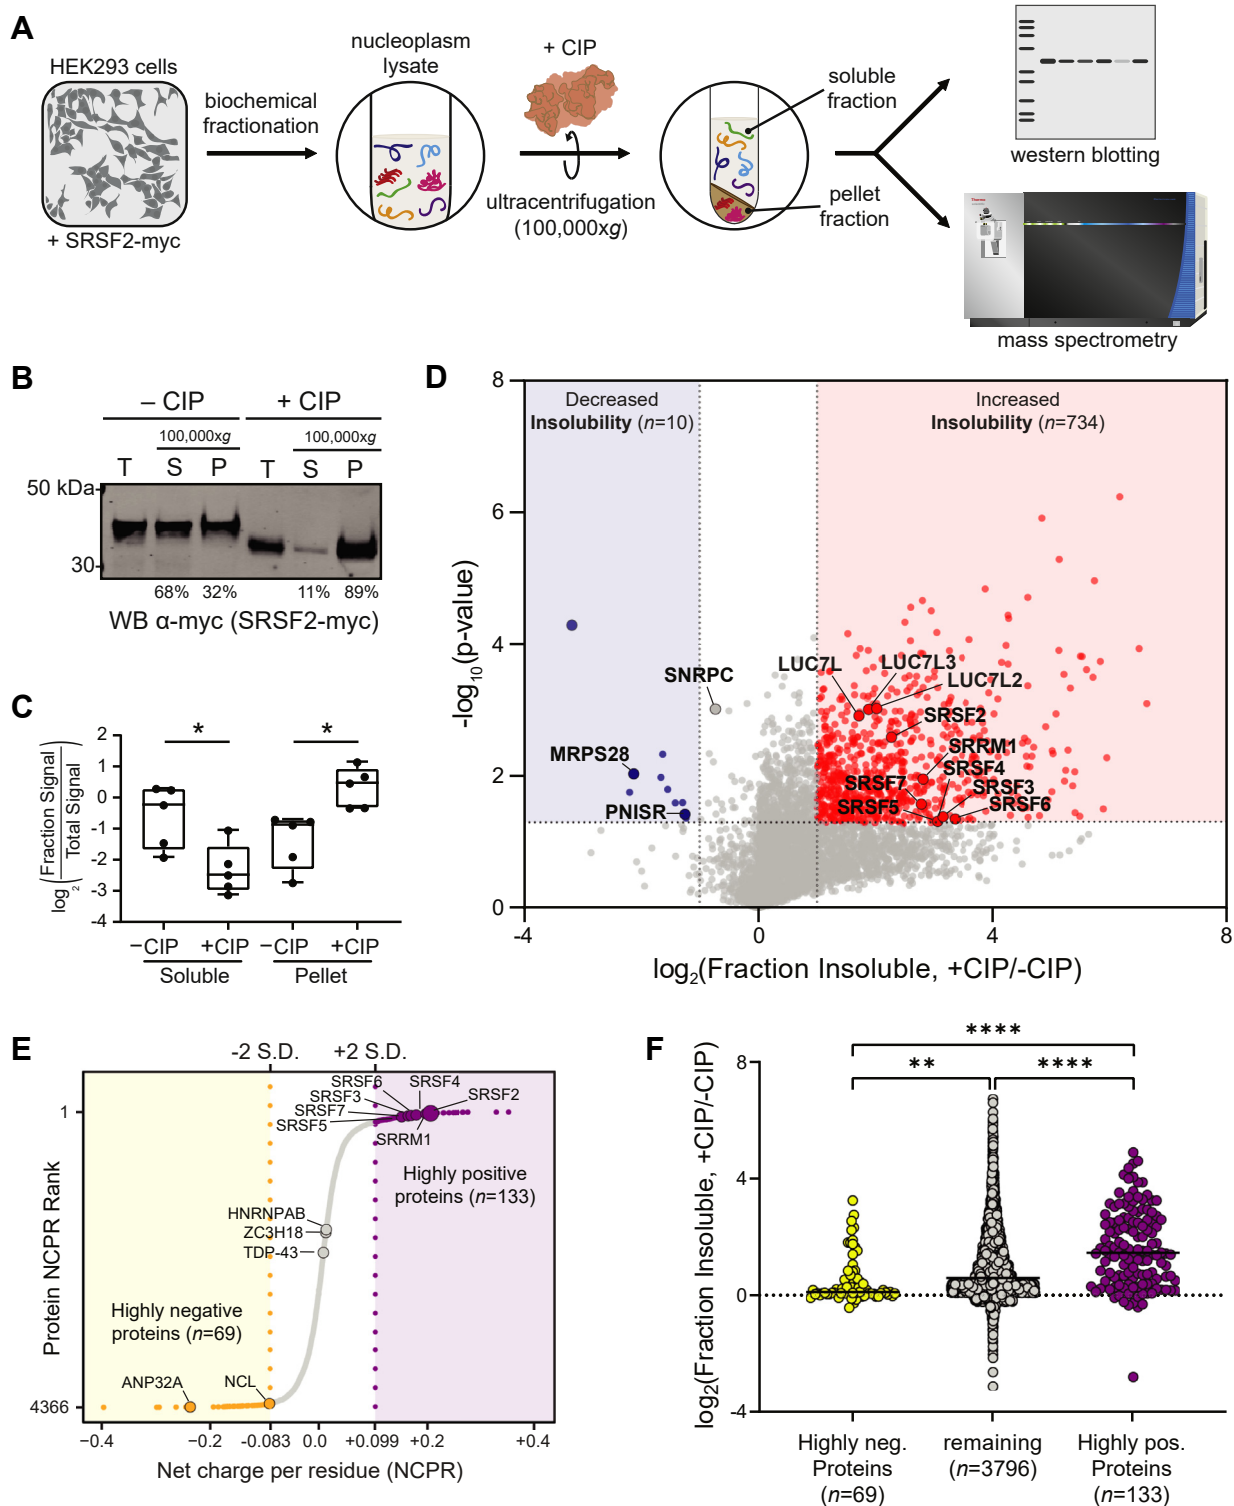 A
HEK293 cells
+ SRSF2-myc
biochemical
fractionation
nucleoplasm
lysate
+ CIP
ultracentrifugation
(100,000xg)
soluble
fraction
pellet
fraction
western blotting
mass spectrometry
B
– CIP
+ CIP
100,000xg
100,000xg
T
S
P
T
S
P
50 kDa
30
68%
32%
11%
89%
WB α-myc (SRSF2-myc)
C
log2(Fraction Signal
Total Signal)
2
1
0
-1
-2
-3
-4
*
*
−CIP
+CIP
−CIP
+CIP
Soluble
Pellet
D
-log10(p-value)
8
6
4
2
0
Decreased
Insolubility (n=10)
Increased
Insolubility (n=734)
SNRPC
LUC7L
LUC7L3
LUC7L2
SRSF2
MRPS28
SRRM1
SRSF4
SRSF7
SRSF3
PNISR
SRSF5
SRSF6
-4
0
4
8
log2(Fraction Insoluble, +CIP/-CIP)
E
-2 S.D.
+2 S.D.
Protein NCPR Rank
1
4366
SRSF6
SRSF4
SRSF3
SRSF2
SRSF7
SRSF5
SRRM1
Highly positive
proteins (n=133)
HNRNPAB
ZC3H18
TDP-43
Highly negative
proteins (n=69)
ANP32A
NCL
−0.4
−0.2
-0.083
0.0
+0.099
+0.2
+0.4
Net charge per residue (NCPR)
F
log2(Fraction Insoluble, +CIP/-CIP)
8
4
0
-4
****
**
****
Highly neg.
Proteins
(n=69)
remaining
(n=3796)
Highly pos.
Proteins
(n=133)